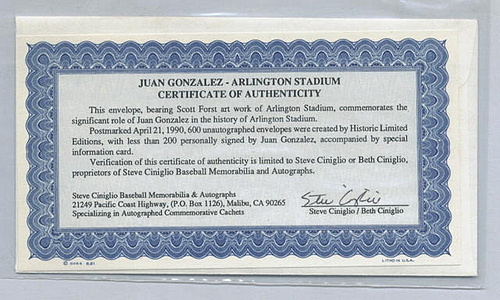 JUAN GONZALEZ - ARLINGTON STADIUM
CERTIFICATE OF AUTHENTICITY
This envelope, bearing Scott Forst art work of Arlington Stadium, commemorates the
significant role of Juan Gonzalez in the history of Arlington Stadium.
Postmarked April 21, 1990, 600 unautographed envelopes were created by Historic Limited
Editions, with less than 200 personally signed by Juan Gonzalez, accompanied by special
information card.
Verification of this certificate of authenticity is limited to Steve Ciniglio or Beth Ciniglio,
proprietors of Steve Ciniglio Baseball Memorabilia and Autographs.
Steve Ciniglio Baseball Memorabilia & Autographs
21249 Pacific Coast Highway, (P.O. Box 1126), Malibu, CA 90265
Specializing in Autographed Commemorative Cachets
Steve Ciniglio / Beth Ciniglio
LITHO IN U.S.A.